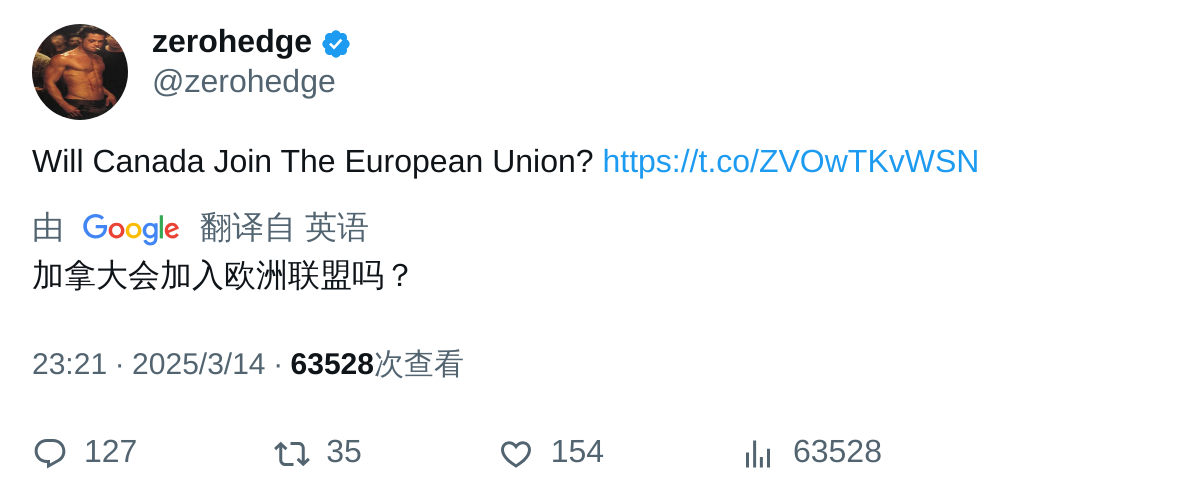 zerohedge
@zerohedge
Will Canada Join The European Union? https://t.co/ZVOwTKvWSN
由 Google 翻译自 英语
加拿大会加入欧洲联盟吗？
23:21 · 2025/3/14 · 63528次查看
127 35 154 63528